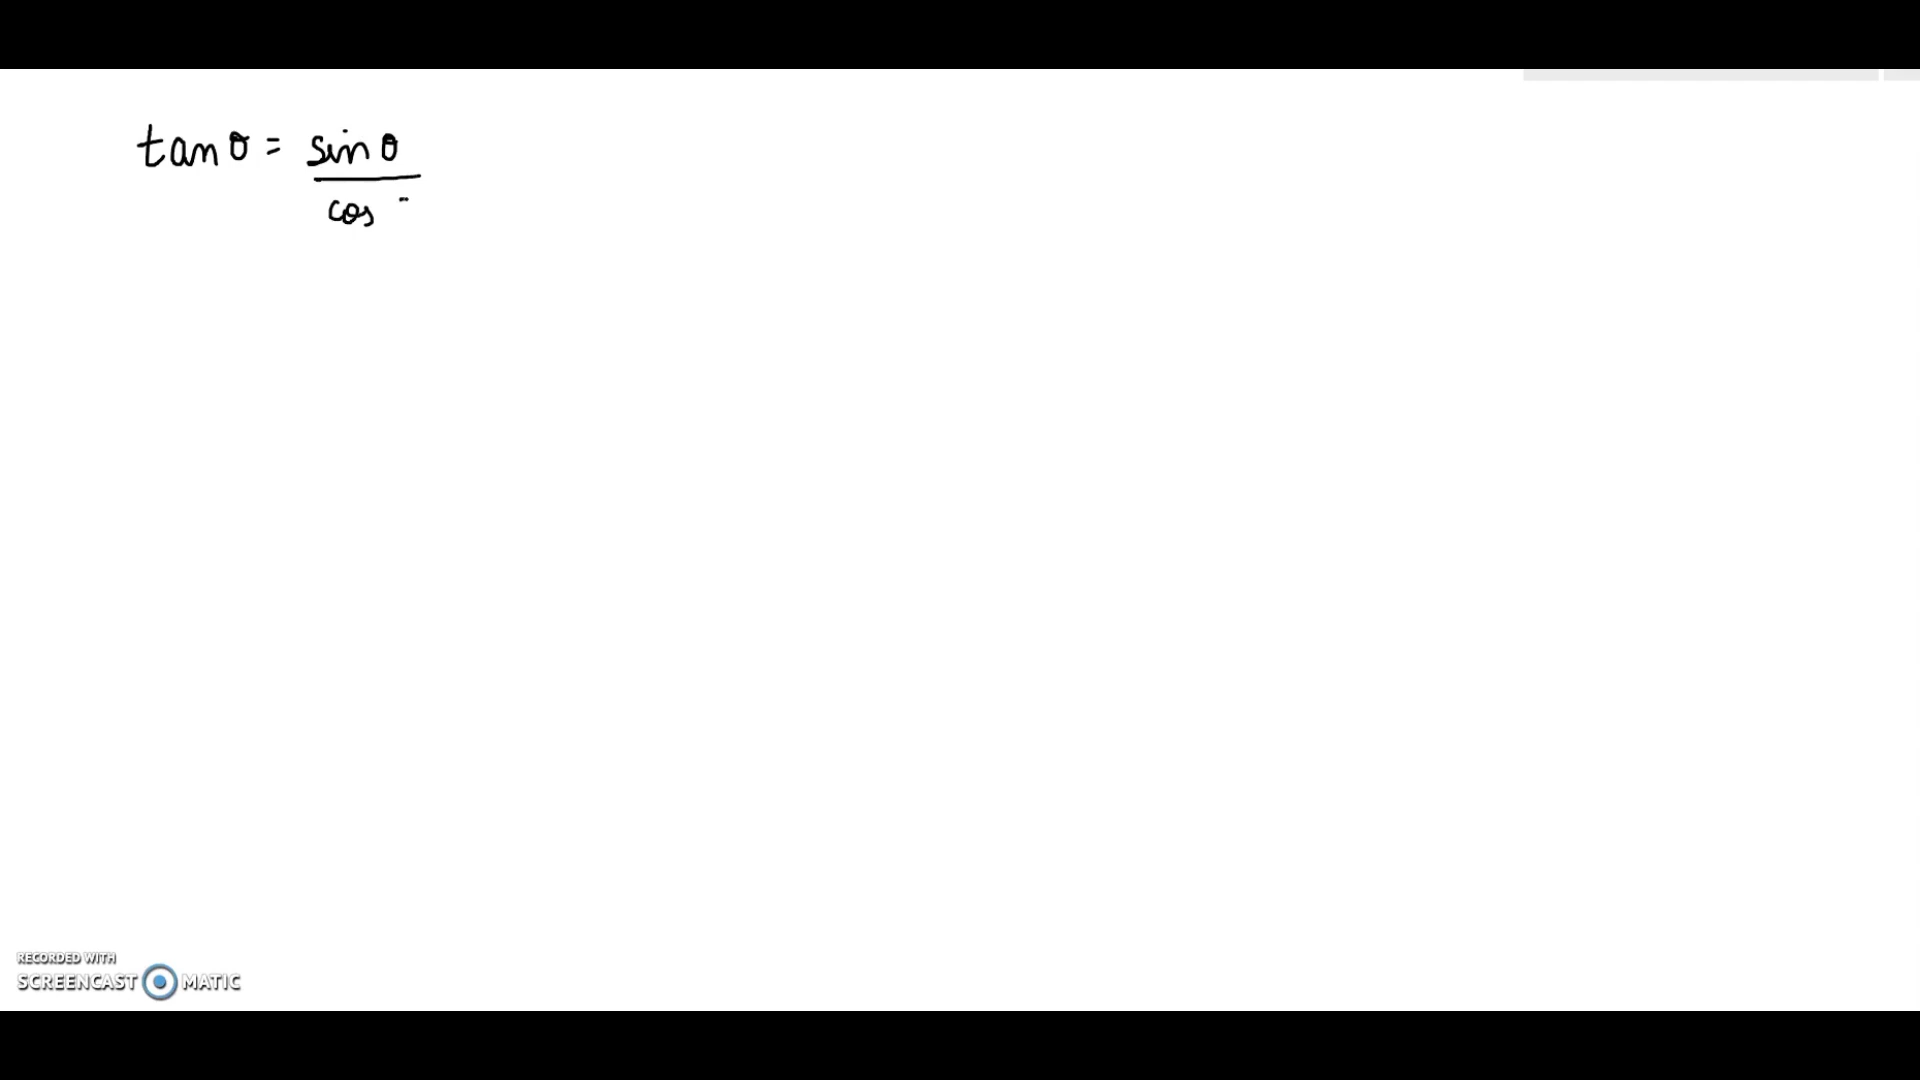 tan θ = sin θ
cos
RECORDED WITH
SCREENCAST MATIC